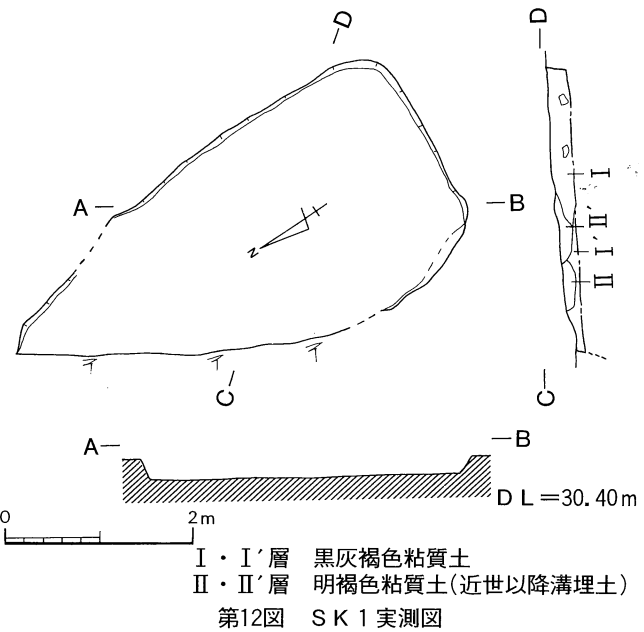 D
D
A
B
N
I
II′
I′
II
C
C
A
B
DL=30.40m
0 2m
I・I′層 黒灰褐色粘質土
II・II′層 明褐色粘質土(近世以降溝埋土)
第12図 SK1実測図